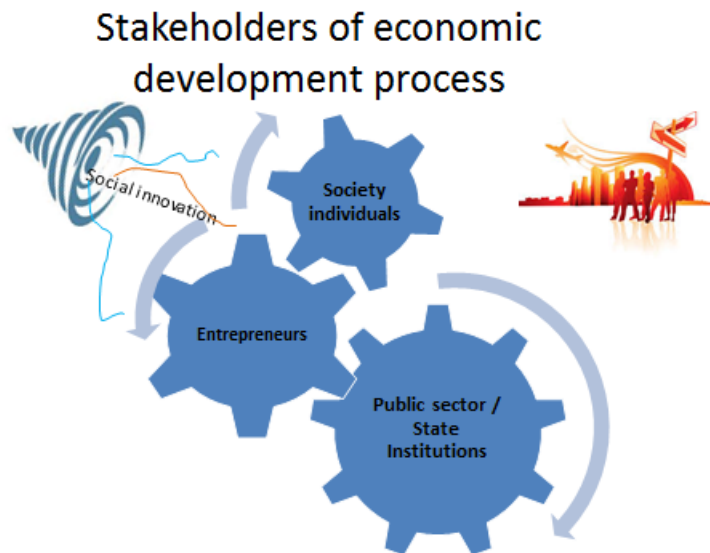 Stakeholders of economic
development process
Social innovation
Society
individuals
Entrepreneurs
Public sector /
State
Institutions